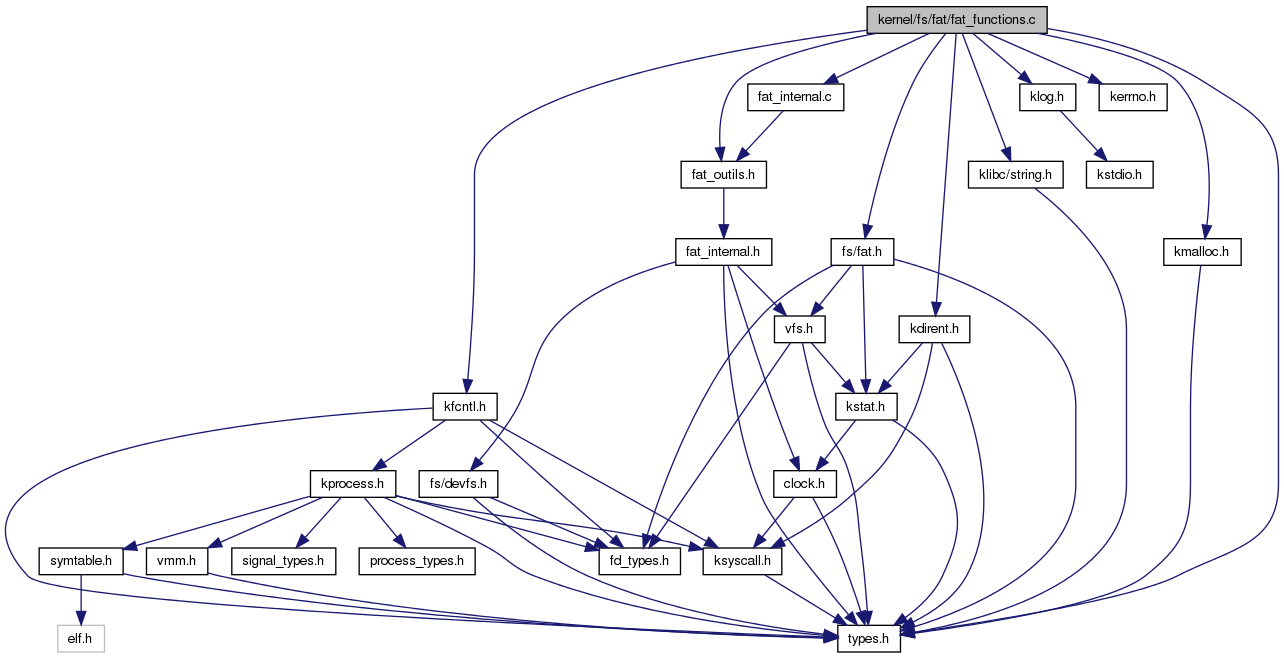 kernel/fs/fat/fat_functions.c
fat_internal.c
klog.h
kerrno.h
fat_outils.h
klibc/string.h
kstdio.h
fat_internal.h
fs/fat.h
kmalloc.h
vfs.h
kdirent.h
kfcntl.h
kstat.h
kprocess.h
fs/devfs.h
clock.h
symtable.h
vmm.h
signal_types.h
process_types.h
fd_types.h
ksyscall.h
elf.h
types.h